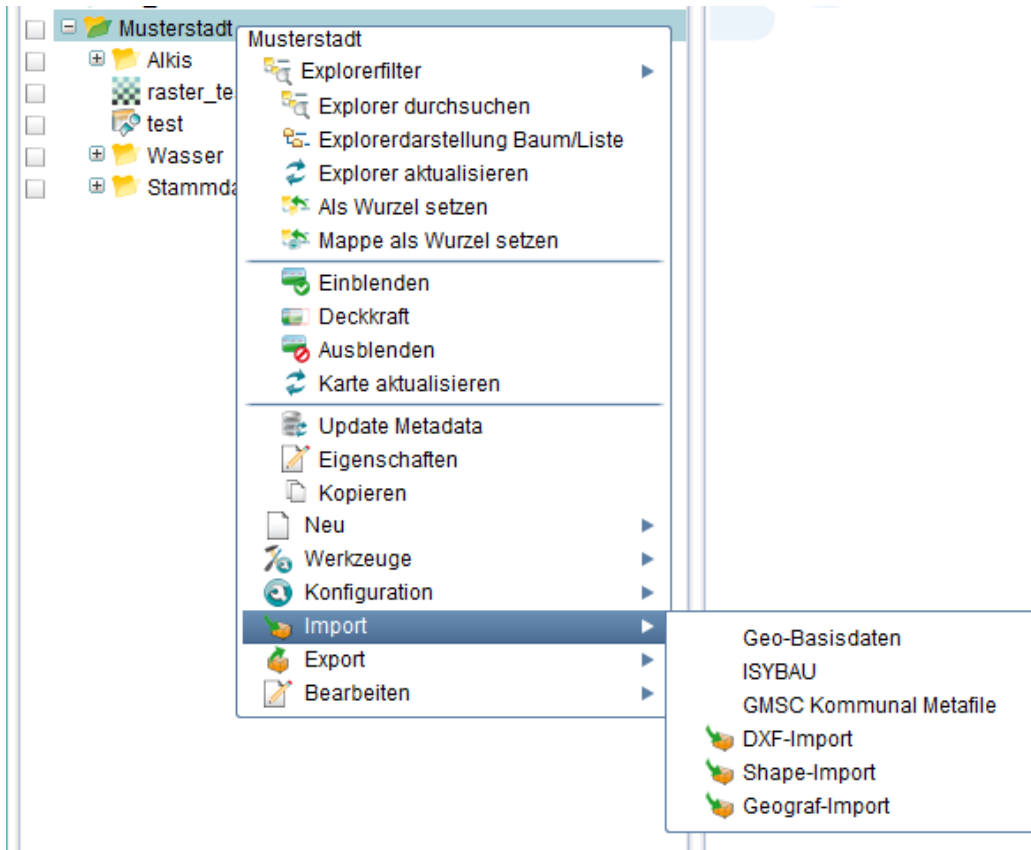 Musterstadt
Alkis
raster_te
test
Wasser
Stammda
Musterstadt
Explorerfilter
Explorer durchsuchen
Explorerdarstellung Baum/Liste
Explorer aktualisieren
Als Wurzel setzen
Mappe als Wurzel setzen
Einblenden
Deckkraft
Ausblenden
Karte aktualisieren
Update Metadata
Eigenschaften
Kopieren
Neu
Werkzeuge
Konfiguration
Import
Export
Bearbeiten
Geo-Basisdaten
ISYBAU
GMSC Kommunal Metafile
DXF-Import
Shape-Import
Geograf-Import